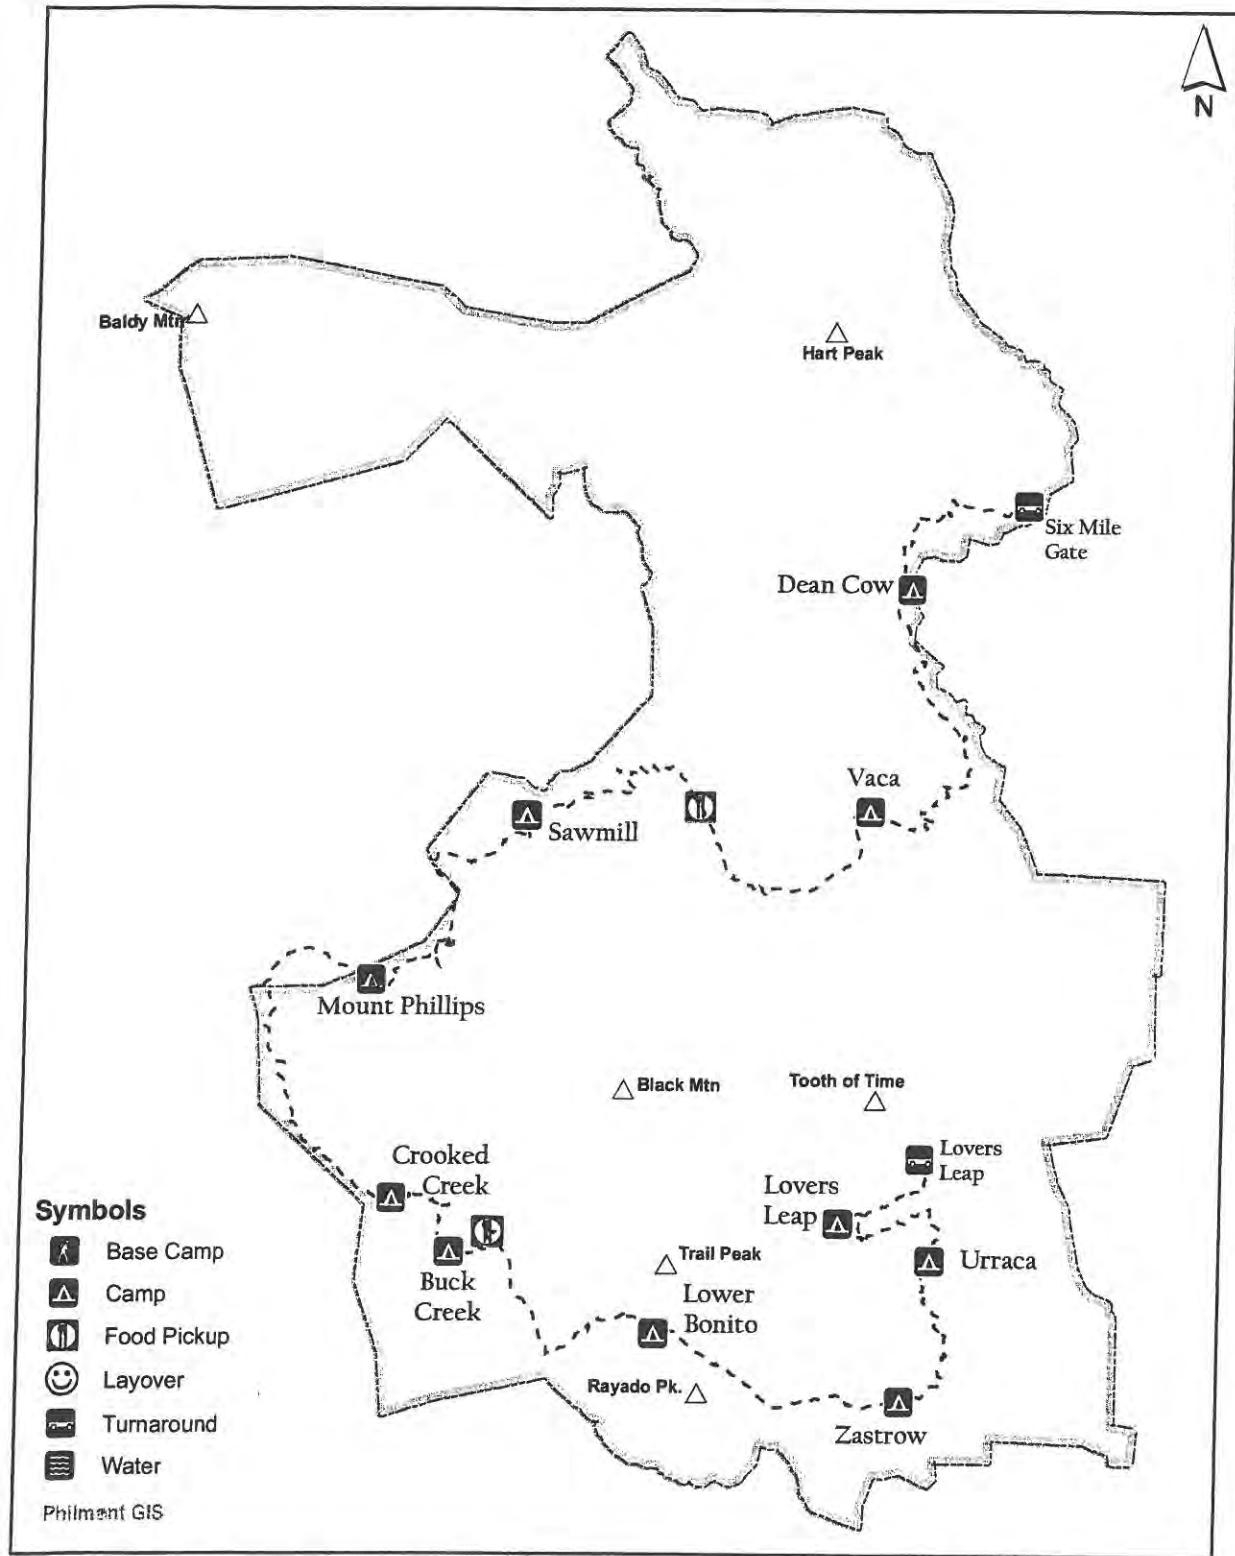 N
Baldy Mtn
Hart Peak
Six Mile
Gate
Dean Cow
Vaca
Sawmill
Mount Phillips
Black Mtn
Tooth of Time
Crooked
Creek
Lovers
Leap
Lovers
Leap
Trail Peak
Urraca
Buck
Creek
Lower
Bonito
Rayado Pk.
Zastrow
Symbols
Base Camp
Camp
Food Pickup
Layover
Turnaround
Water
Philmont GIS